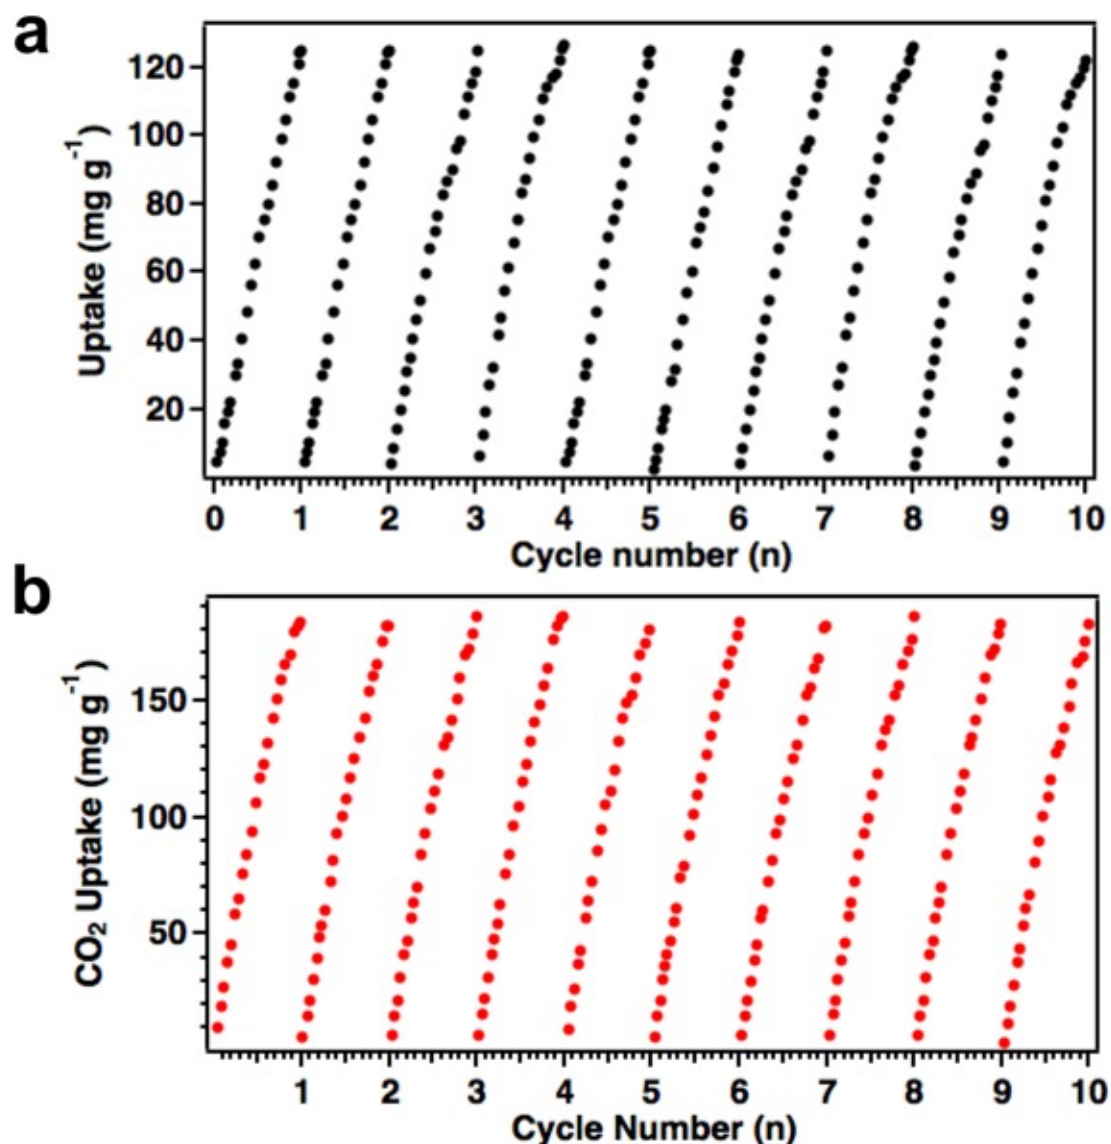 a
Uptake (mg g⁻¹)
120
100
80
60
40
20
0 1 2 3 4 5 6 7 8 9 10
Cycle number (n)
b
CO₂ Uptake (mg g⁻¹)
150
100
50
1 2 3 4 5 6 7 8 9 10
Cycle Number (n)